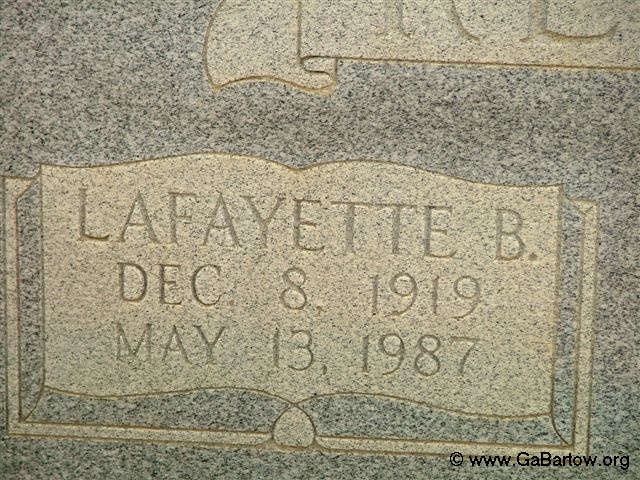 LAFAYETTE B.
DEC. 8, 1919
MAY 13, 1987
© www.GaBartow.org